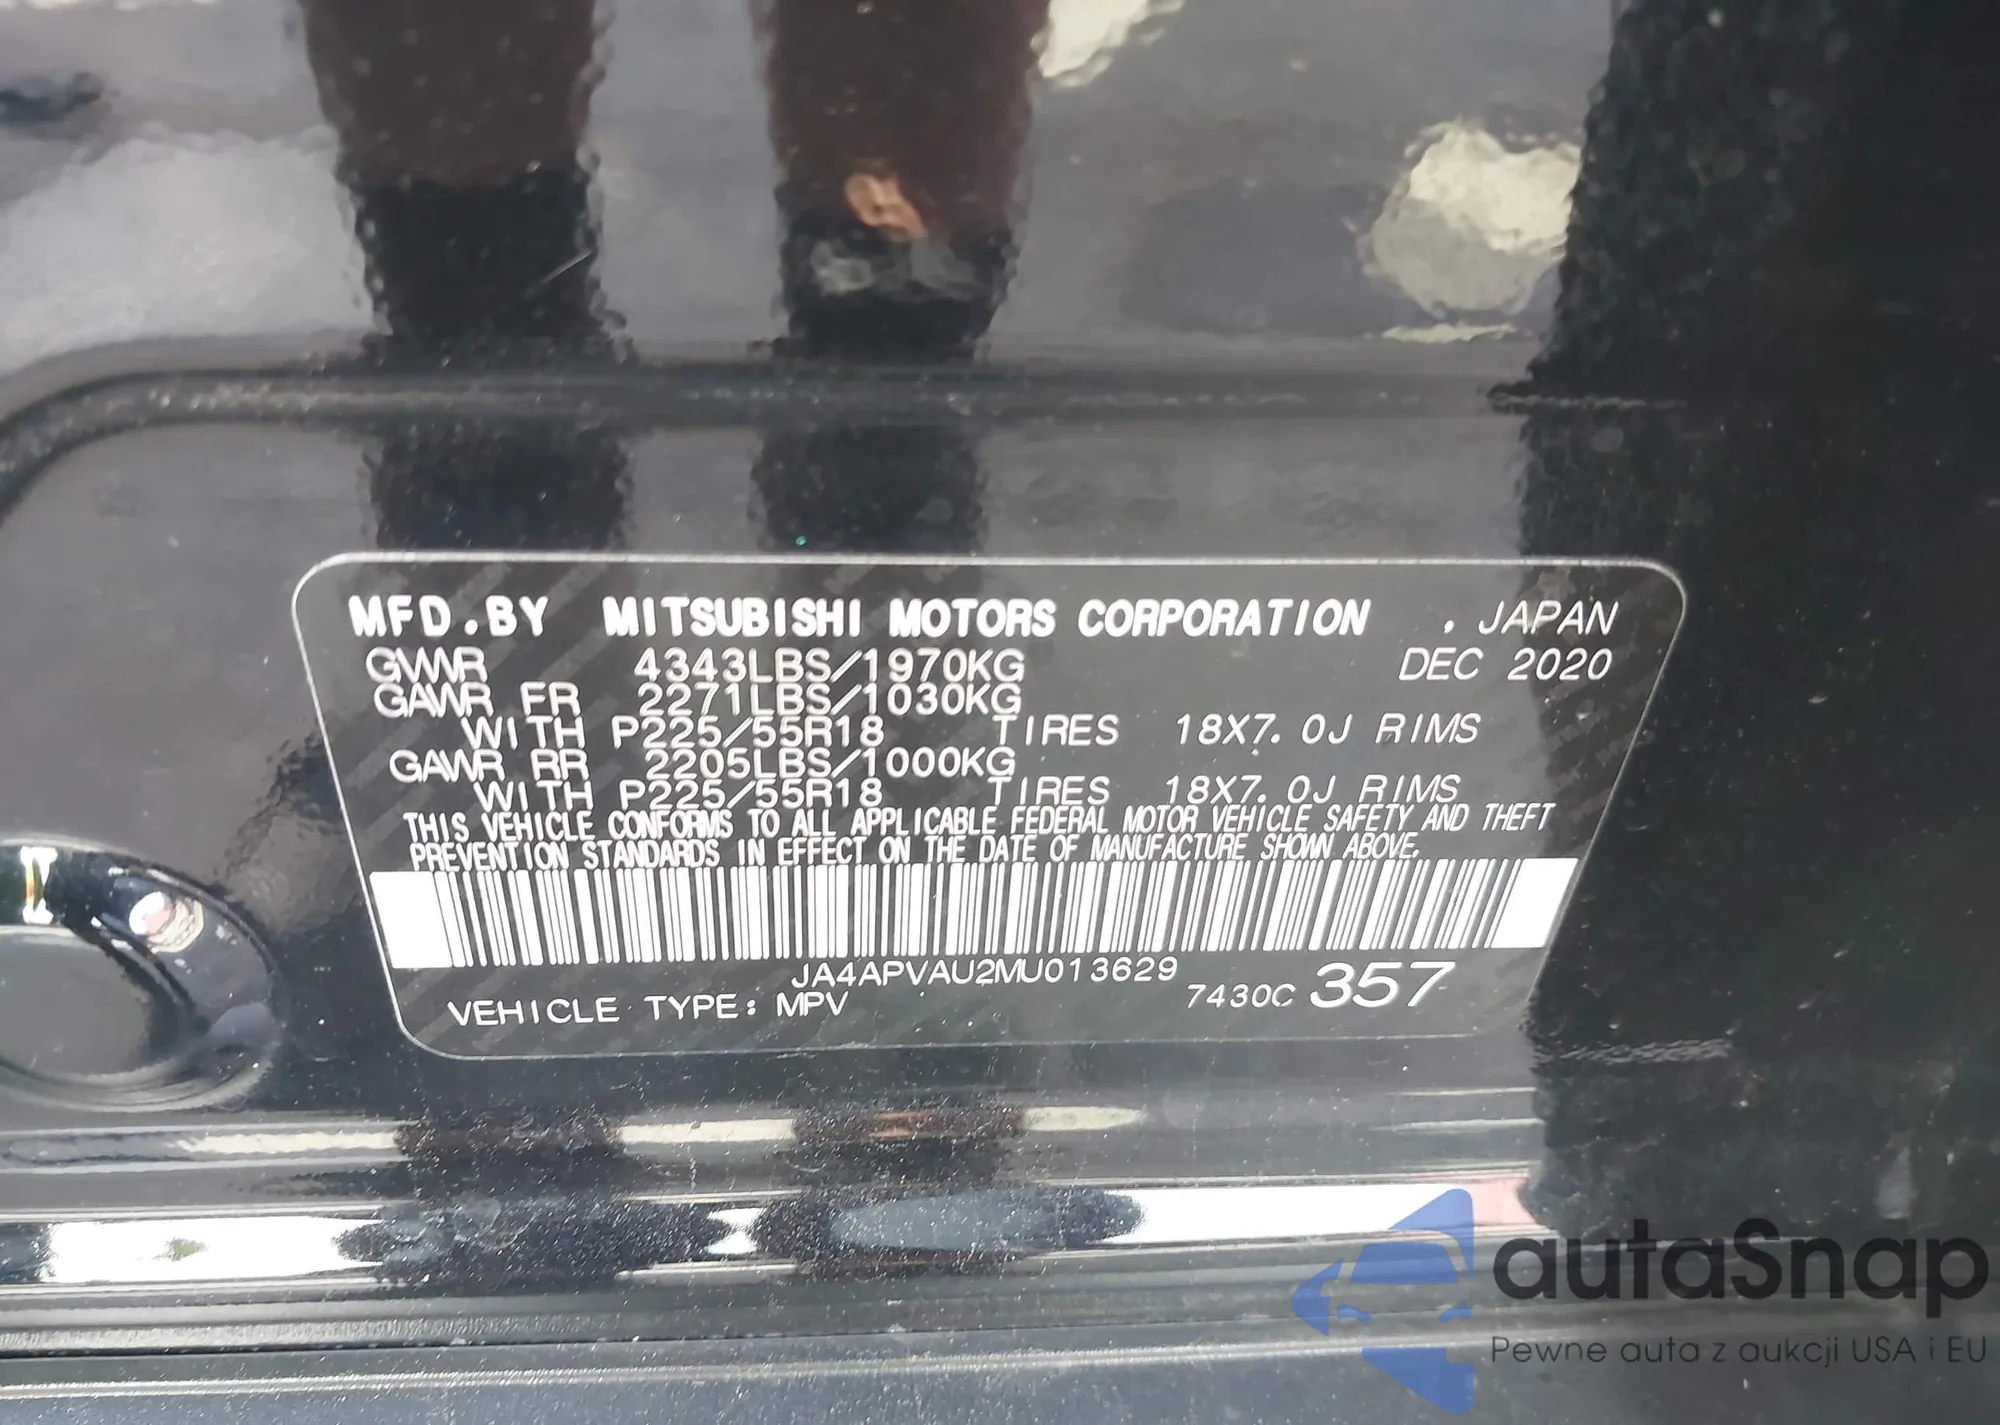 MFD.BY MITSUBISHI MOTORS CORPORATION , JAPAN
GVWR 4343LBS/1970KG DEC 2020
GAWR FR 2271LBS/1030KG
WITH P225/55R18 TIRES 18X7.0J RIMS
GAWR RR 2205LBS/1000KG
WITH P225/55R18 TIRES 18X7.0J RIMS
THIS VEHICLE CONFORMS TO ALL APPLICABLE FEDERAL MOTOR VEHICLE SAFETY AND THEFT
PREVENTION STANDARDS IN EFFECT ON THE DATE OF MANUFACTURE SHOWN ABOVE.
JA4APVAU2MU013629
VEHICLE TYPE: MPV 7430C 357
autaSnap
Pewne auta z aukcji USA i EU